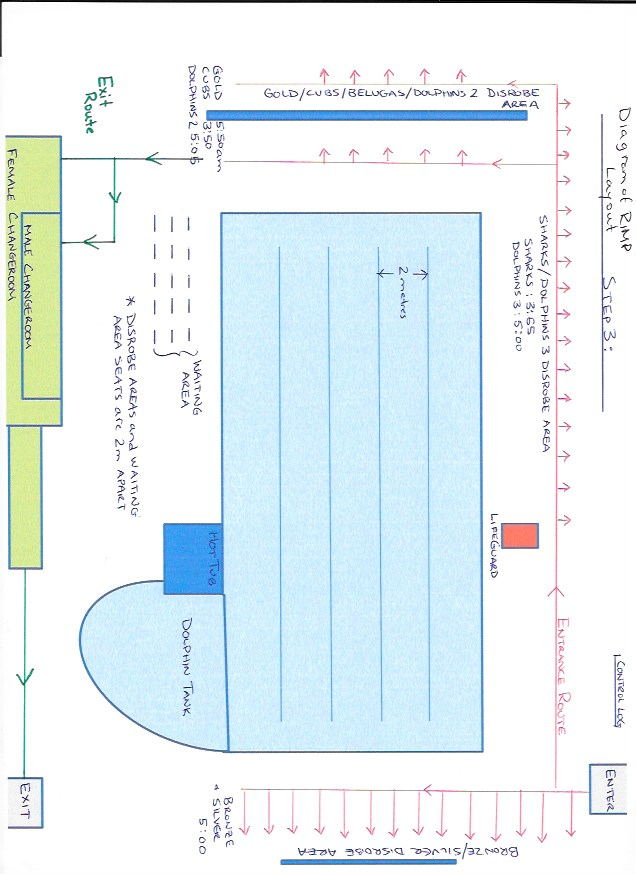 Diagram of RIMP
Layout
STEP 3:
1. CONTROL LOG
ENTER
ENTRANCE ROUTE
SHARKS/DOLPHINS 3 DISROBE AREA
SHARKS : 3:55
DOLPHINS 3 : 5:00
LIFEGUARD
GOLD/CUBS/BELUGAS/DOLPHINS 2 DISROBE
AREA
GOLD 5:50am
CUBS 3:50
DOLPHINS 2 5:05
Exit
Route
2 metres
WAITING
AREA
* DISROBE AREAS and WAITING
AREA SEATS are 2m APART
HOT TUB
DOLPHIN TANK
BRONZE/SILVER DISROBE AREA
BRONZE
+ SILVER
5:00
MALE CHANGEROOM
FEMALE CHANGEROOM
EXIT